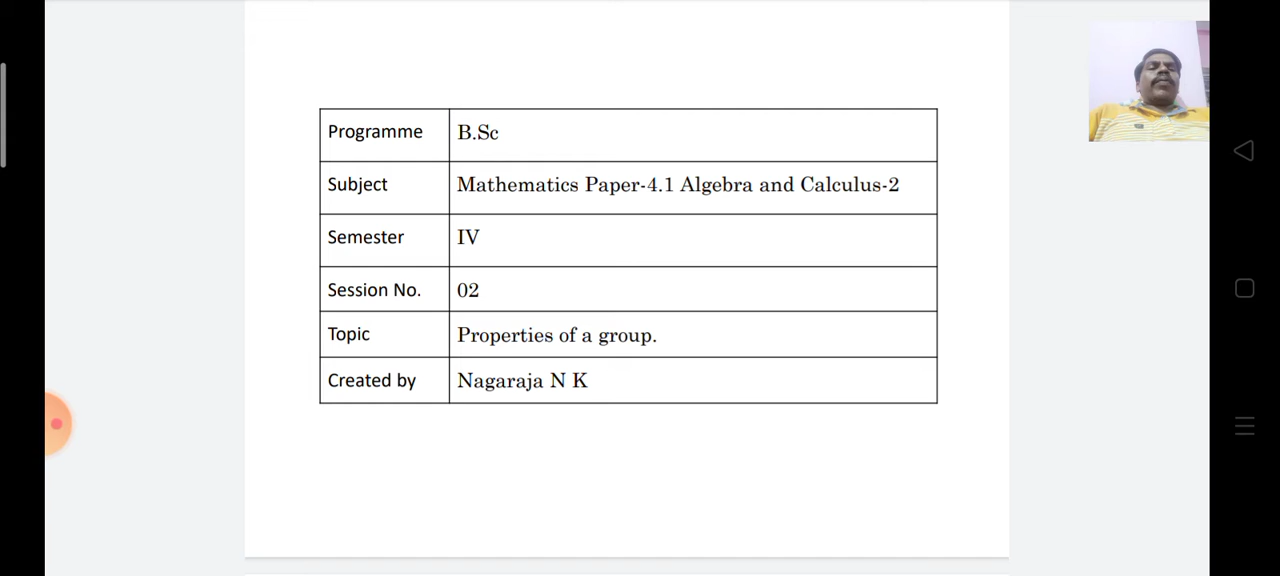 Programme B.Sc
Subject Mathematics Paper-4.1 Algebra and Calculus-2
Semester IV
Session No. 02
Topic Properties of a group.
Created by Nagaraja N K